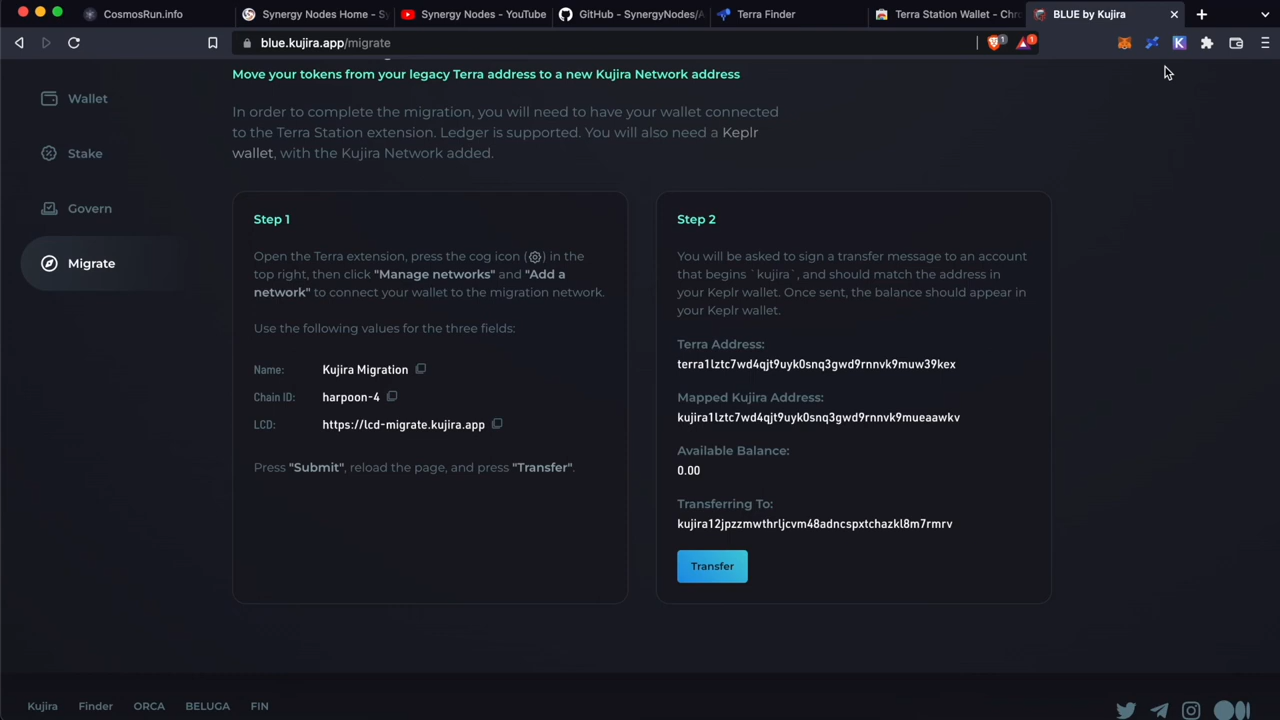 CosmosRun.info
Synergy Nodes Home - Sy
Synergy Nodes - YouTube
GitHub - SynergyNodes/A
Terra Finder
Terra Station Wallet - Chro
BLUE by Kujira
blue.kujira.app/migrate
1
1
K
Move your tokens from your legacy Terra address to a new Kujira Network address
Wallet
Stake
Govern
Migrate
In order to complete the migration, you will need to have your wallet connected
to the Terra Station extension. Ledger is supported. You will also need a Keplr
wallet, with the Kujira Network added.
Step 1
Open the Terra extension, press the cog icon ( ) in the
top right, then click "Manage networks" and "Add a
network" to connect your wallet to the migration network.
Use the following values for the three fields:
Name: Kujira Migration
Chain ID: harpoon-4
LCD: https://lcd-migrate.kujira.app
Press "Submit", reload the page, and press "Transfer".
Step 2
You will be asked to sign a transfer message to an account
that begins `kujira`, and should match the address in
your Keplr wallet. Once sent, the balance should appear in
your Keplr wallet.
Terra Address:
terra1lztc7wd4qjt9uyk0snq3gwd9rnnvk9muw39kex
Mapped Kujira Address:
kujira1lztc7wd4qjt9uyk0snq3gwd9rnnvk9mueaawkv
Available Balance:
0.00
Transferring To:
kujira12jpzzmwthrljcvm48adncspxtchazkl8m7rmrv
Transfer
Kujira Finder ORCA BELUGA FIN